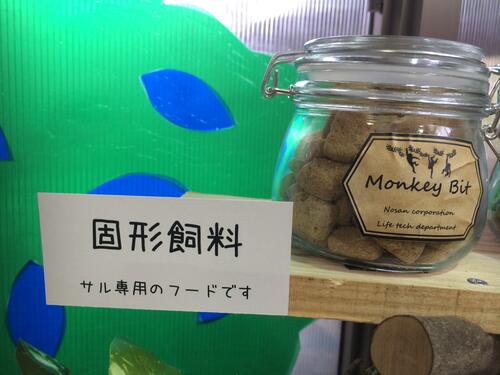 固形飼料
サル専用のフードです
Monkey Bit
Nosan corporation
Life tech department